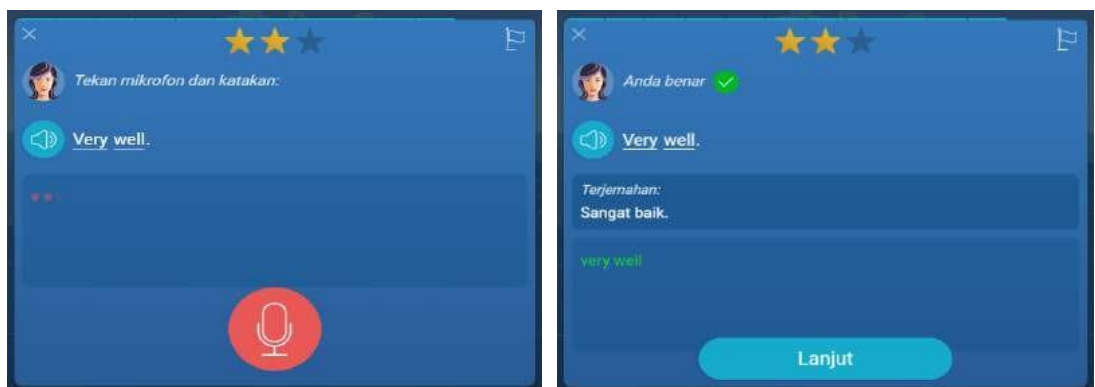 Tekan mikrofon dan katakan:
Very well.
Anda benar
Very well.
Terjemahan:
Sangat baik.
very well
Lanjut